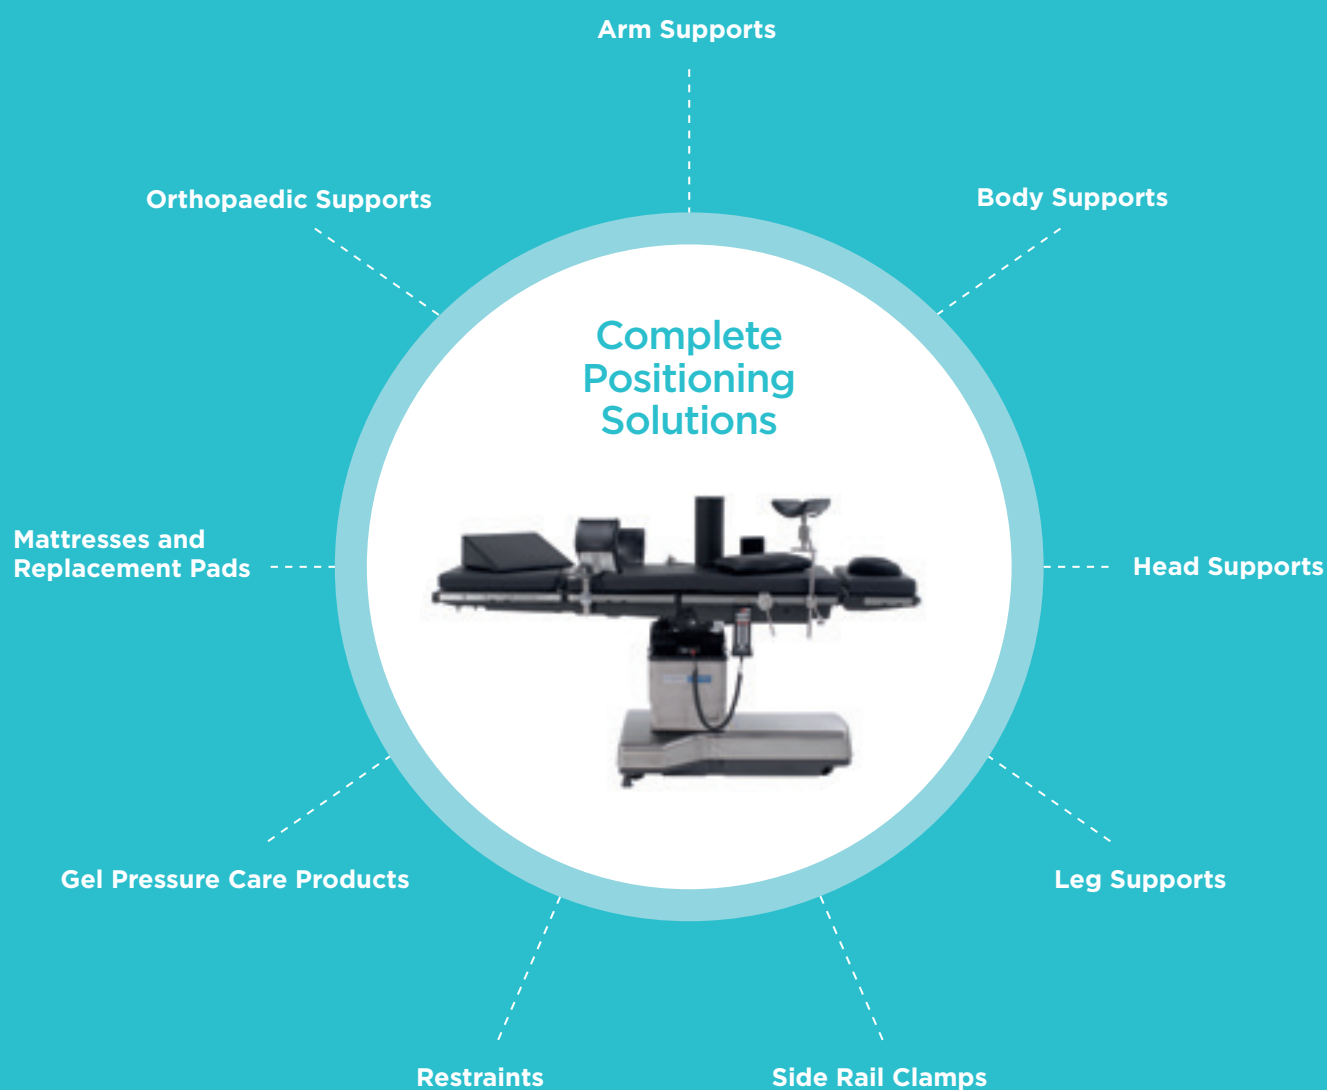 Arm Supports
Orthopaedic Supports
Body Supports
Complete
Positioning
Solutions
Mattresses and
Replacement Pads
Head Supports
Gel Pressure Care Products
Leg Supports
Restraints
Side Rail Clamps